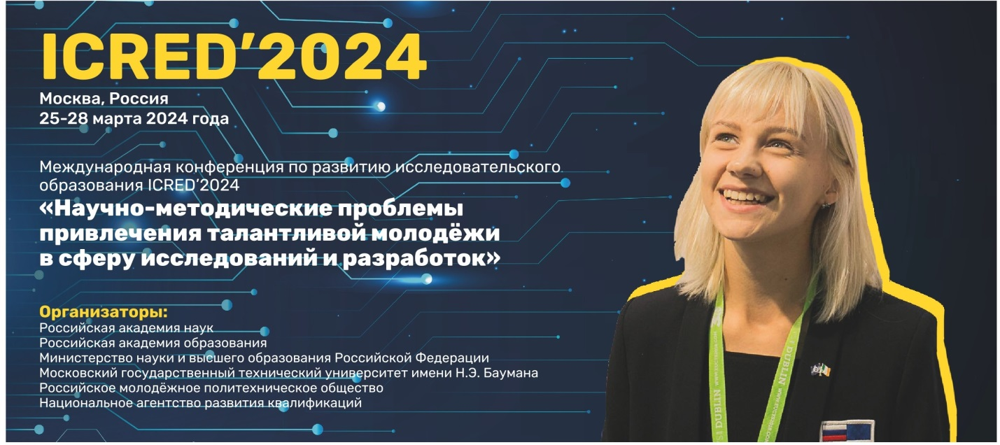 ICRED’2024
Москва, Россия
25-28 марта 2024 года
Международная конференция по развитию исследовательского
образования ICRED’2024
«Научно-методические проблемы
привлечения талантливой молодёжи
в сферу исследований и разработок»
Организаторы:
Российская академия наук
Российская академия образования
Министерство науки и высшего образования Российской Федерации
Московский государственный технический университет имени Н.Э. Баумана
Российское молодёжное политехническое общество
Национальное агентство развития квалификаций
DUBLIN
DUBLIN